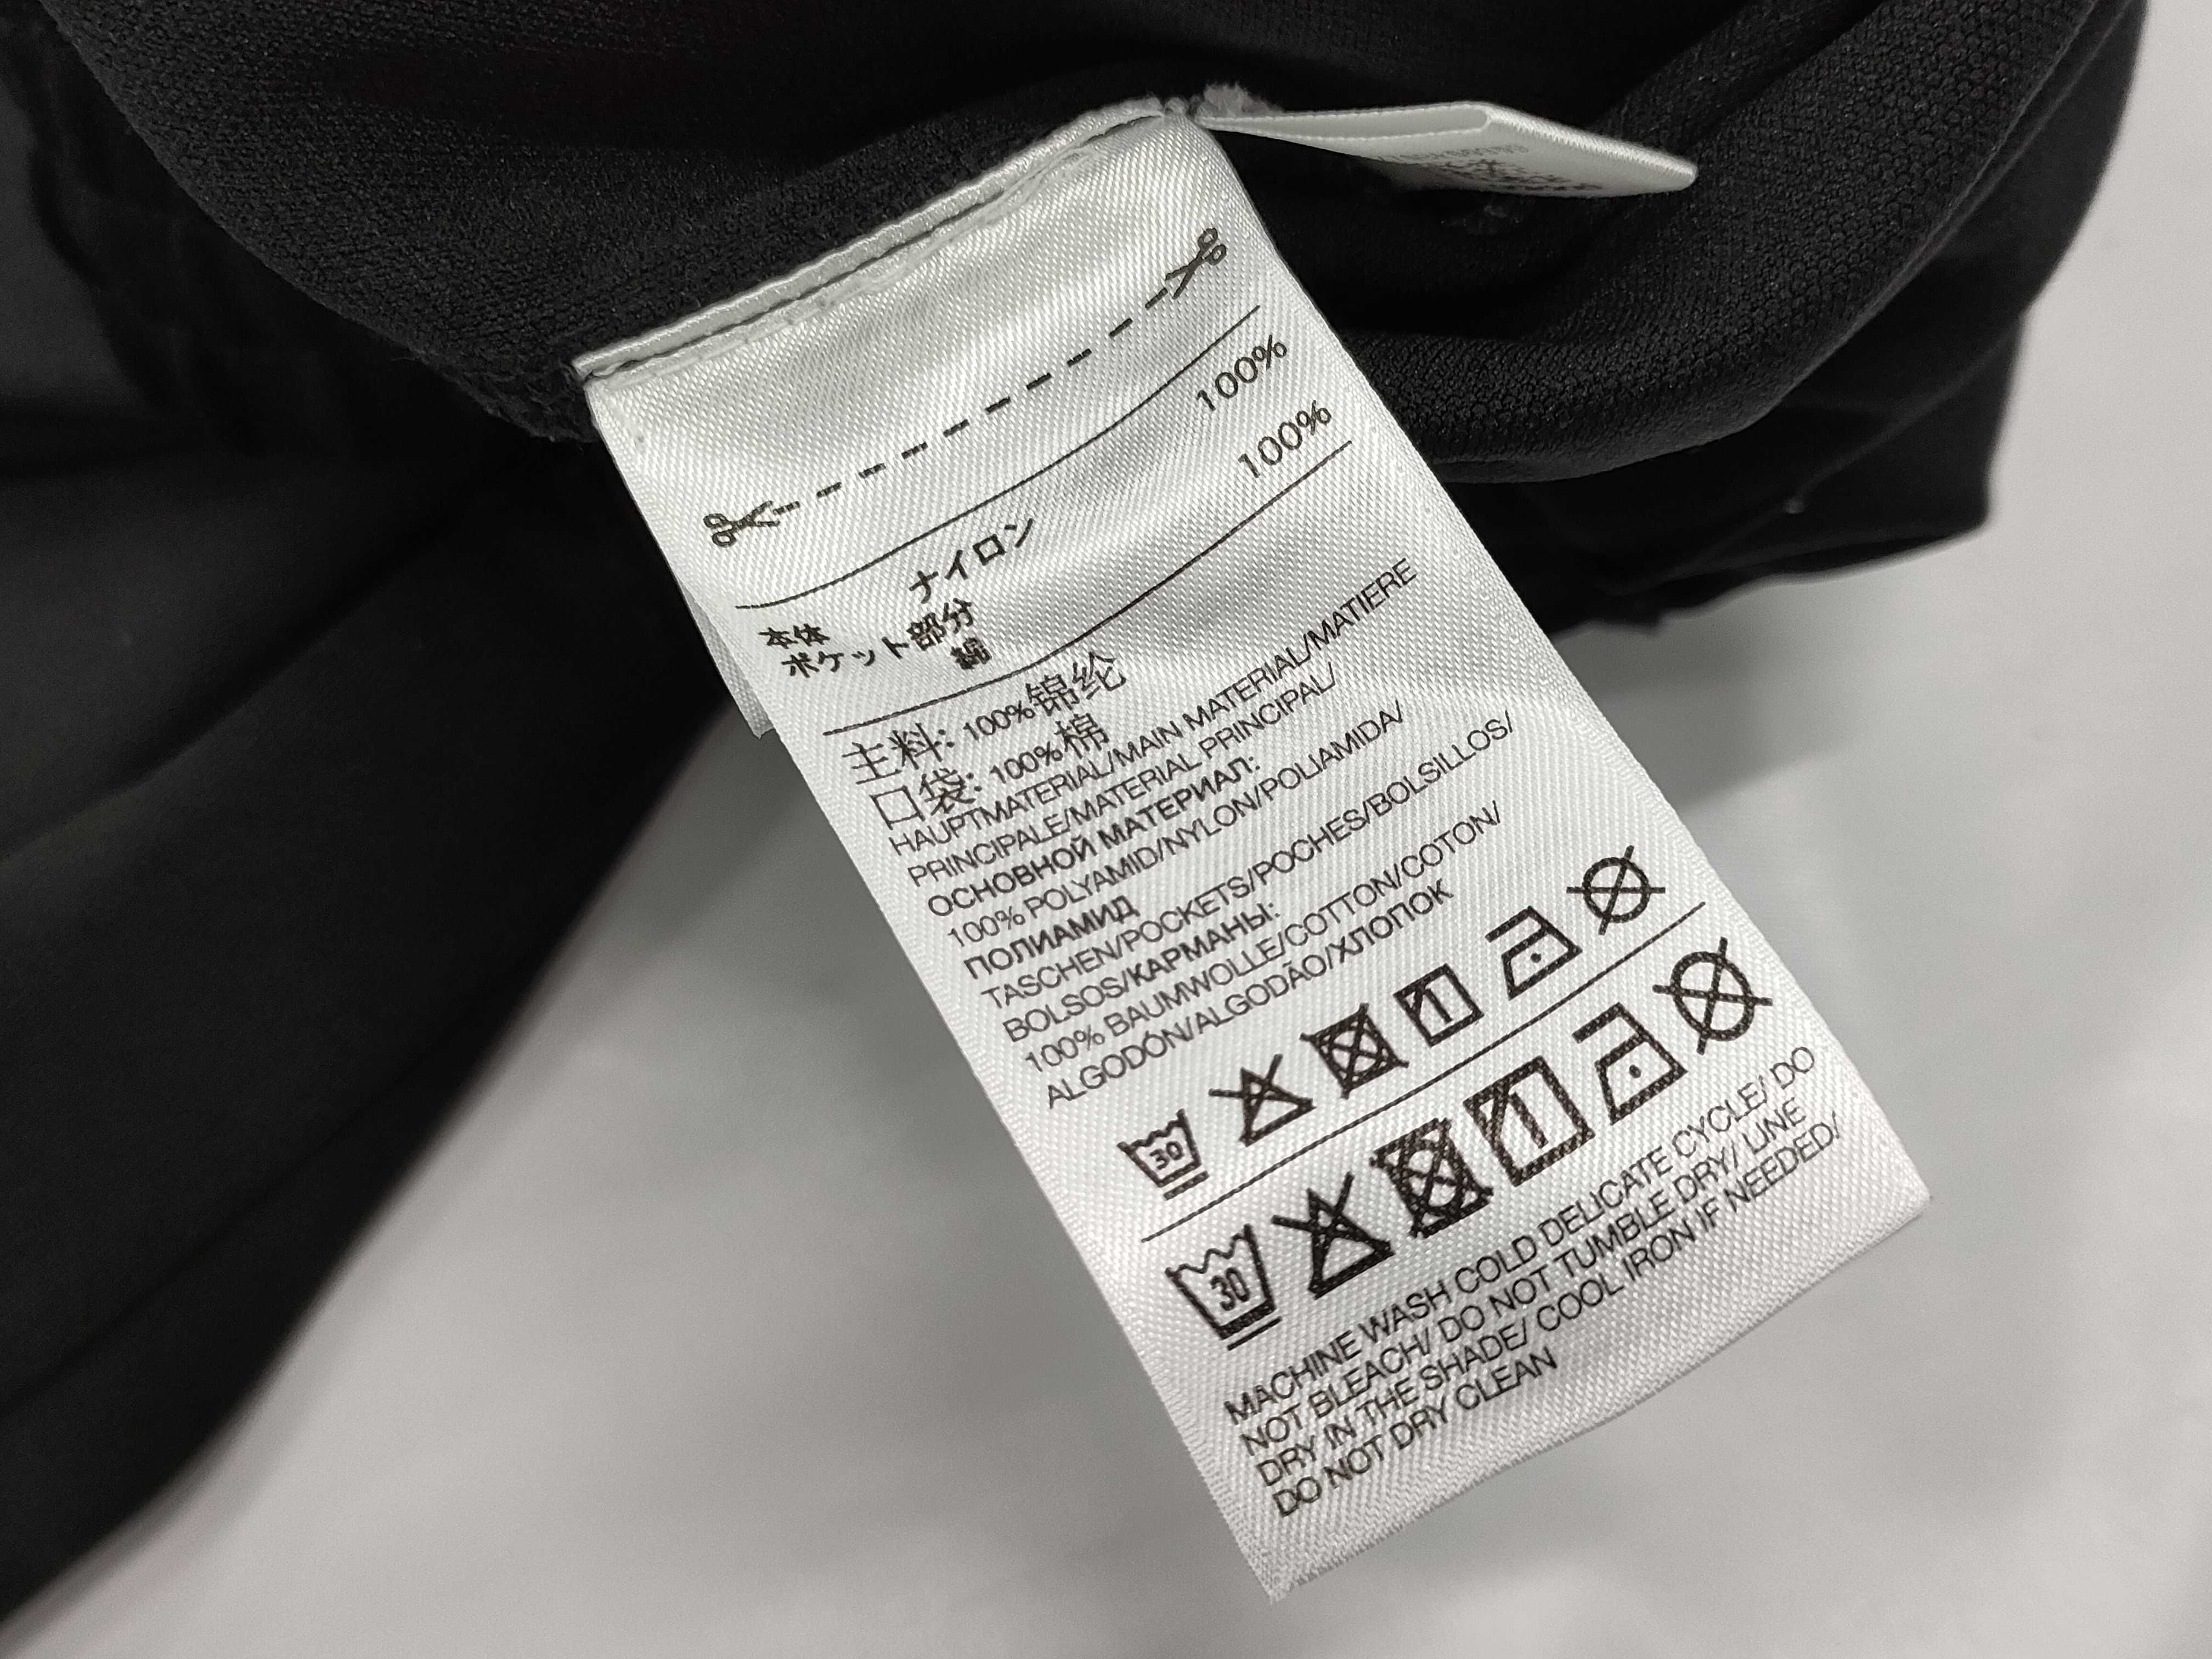 本体 ナイロン 100%
ポケット部分
綿 100%
主料: 100%锦纶
口袋: 100%棉
HAUPTMATERIAL/MAIN MATERIAL/MATIERE
PRINCIPALE/MATERIAL PRINCIPAL/
ОСНОВНОЙ МАТЕРИАЛ:
100% POLYAMID/NYLON/POLIAMIDA/
ПОЛИАМИД
TASCHEN/POCKETS/POCHES/BOLSILLOS/
BOLSOS/КАРМАНЫ:
100% BAUMWOLLE/COTTON/COTON/
ALGODÓN/ALGODÃO/ХЛОПОК
30
30
MACHINE WASH COLD DELICATE CYCLE/ DO
NOT BLEACH/ DO NOT TUMBLE DRY/ LINE
DRY IN THE SHADE/ COOL IRON IF NEEDED/
DO NOT DRY CLEAN